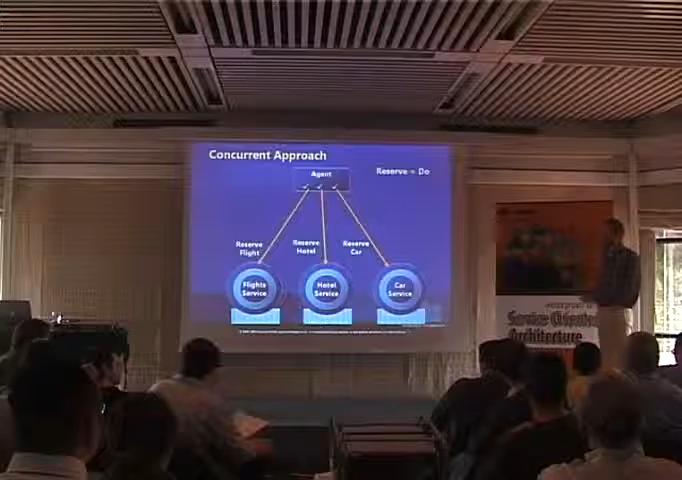 Concurrent Approach
Agent
Reserve = Do
Reserve
Flight
Reserve
Hotel
Reserve
Car
Flights
Service
Hotel
Service
Car
Service
Service Oriented
Architecture